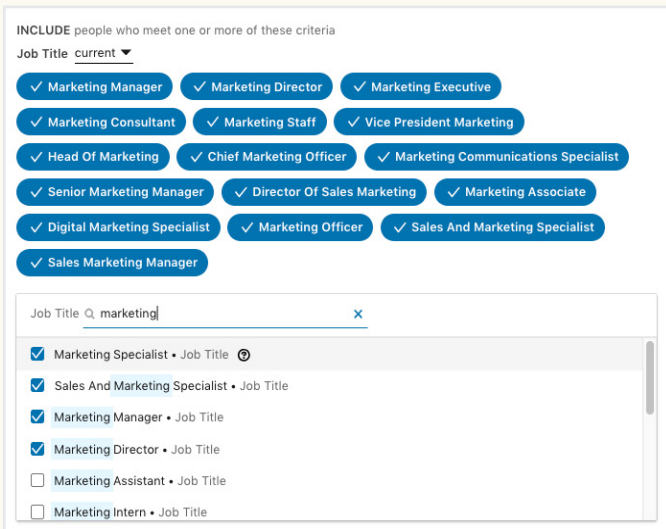 INCLUDE people who meet one or more of these criteria
Job Title current
Marketing Manager Marketing Director Marketing Executive
Marketing Consultant Marketing Staff Vice President Marketing
Head Of Marketing Chief Marketing Officer Marketing Communications Specialist
Senior Marketing Manager Director Of Sales Marketing Marketing Associate
Digital Marketing Specialist Marketing Officer Sales And Marketing Specialist
Sales Marketing Manager
Job Title marketing
Marketing Specialist • Job Title
Sales And Marketing Specialist • Job Title
Marketing Manager • Job Title
Marketing Director • Job Title
Marketing Assistant • Job Title
Marketing Intern • Job Title